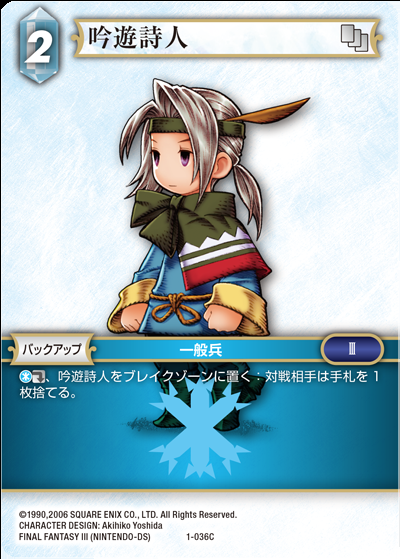 2
吟遊詩人
バックアップ
一般兵
Ⅲ
氷、吟遊詩人をブレイクゾーンに置く：対戦相手は手札を1
枚捨てる。
©1990,2006 SQUARE ENIX CO., LTD. All Rights Reserved.
CHARACTER DESIGN: Akihiko Yoshida
FINAL FANTASY III (NINTENDO-DS) 1-036C